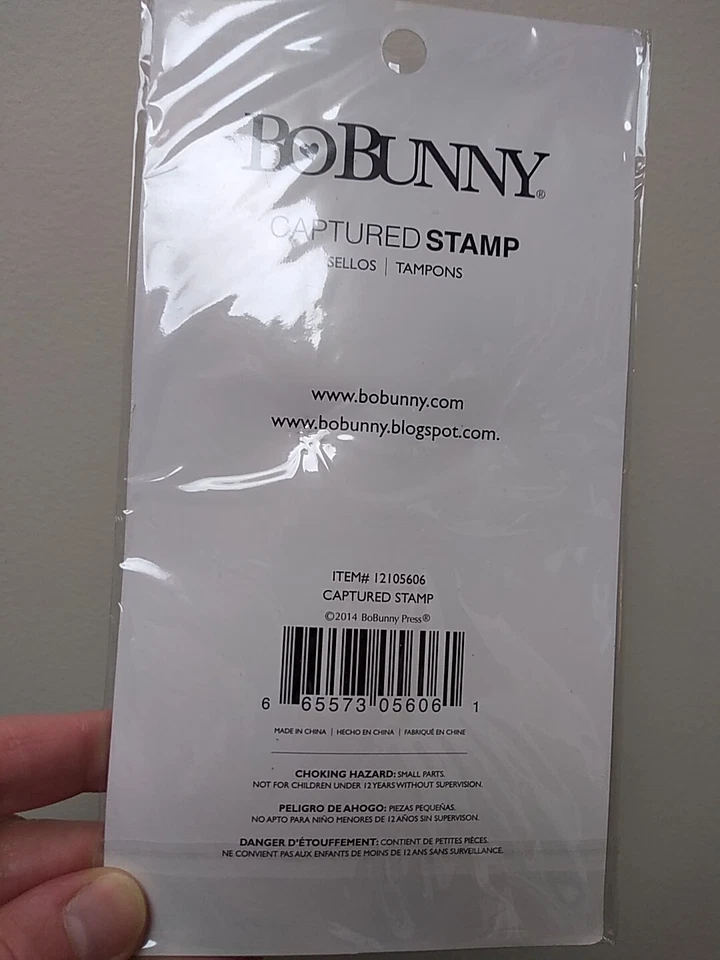 BOBUNNY®
CAPTURED STAMP
SELLOS | TAMPONS
www.bobunny.com
www.bobunny.blogspot.com.
ITEM# 12105606
CAPTURED STAMP
©2014 BoBunny Press®
6 65573 05606 1
MADE IN CHINA | HECHO EN CHINA | FABRIQUÉ EN CHINE
CHOKING HAZARD: SMALL PARTS.
NOT FOR CHILDREN UNDER 12 YEARS WITHOUT SUPERVISION.
PELIGRO DE AHOGO: PIEZAS PEQUEÑAS.
NO APTO PARA NIÑO MENORES DE 12 AÑOS SIN SUPERVISON.
DANGER D'ÉTOUFFEMENT: CONTIENT DE PETITES PIÈCES.
NE CONVIENT PAS AUX ENFANTS DE MOINS DE 12 ANS SANS SURVEILLANCE.